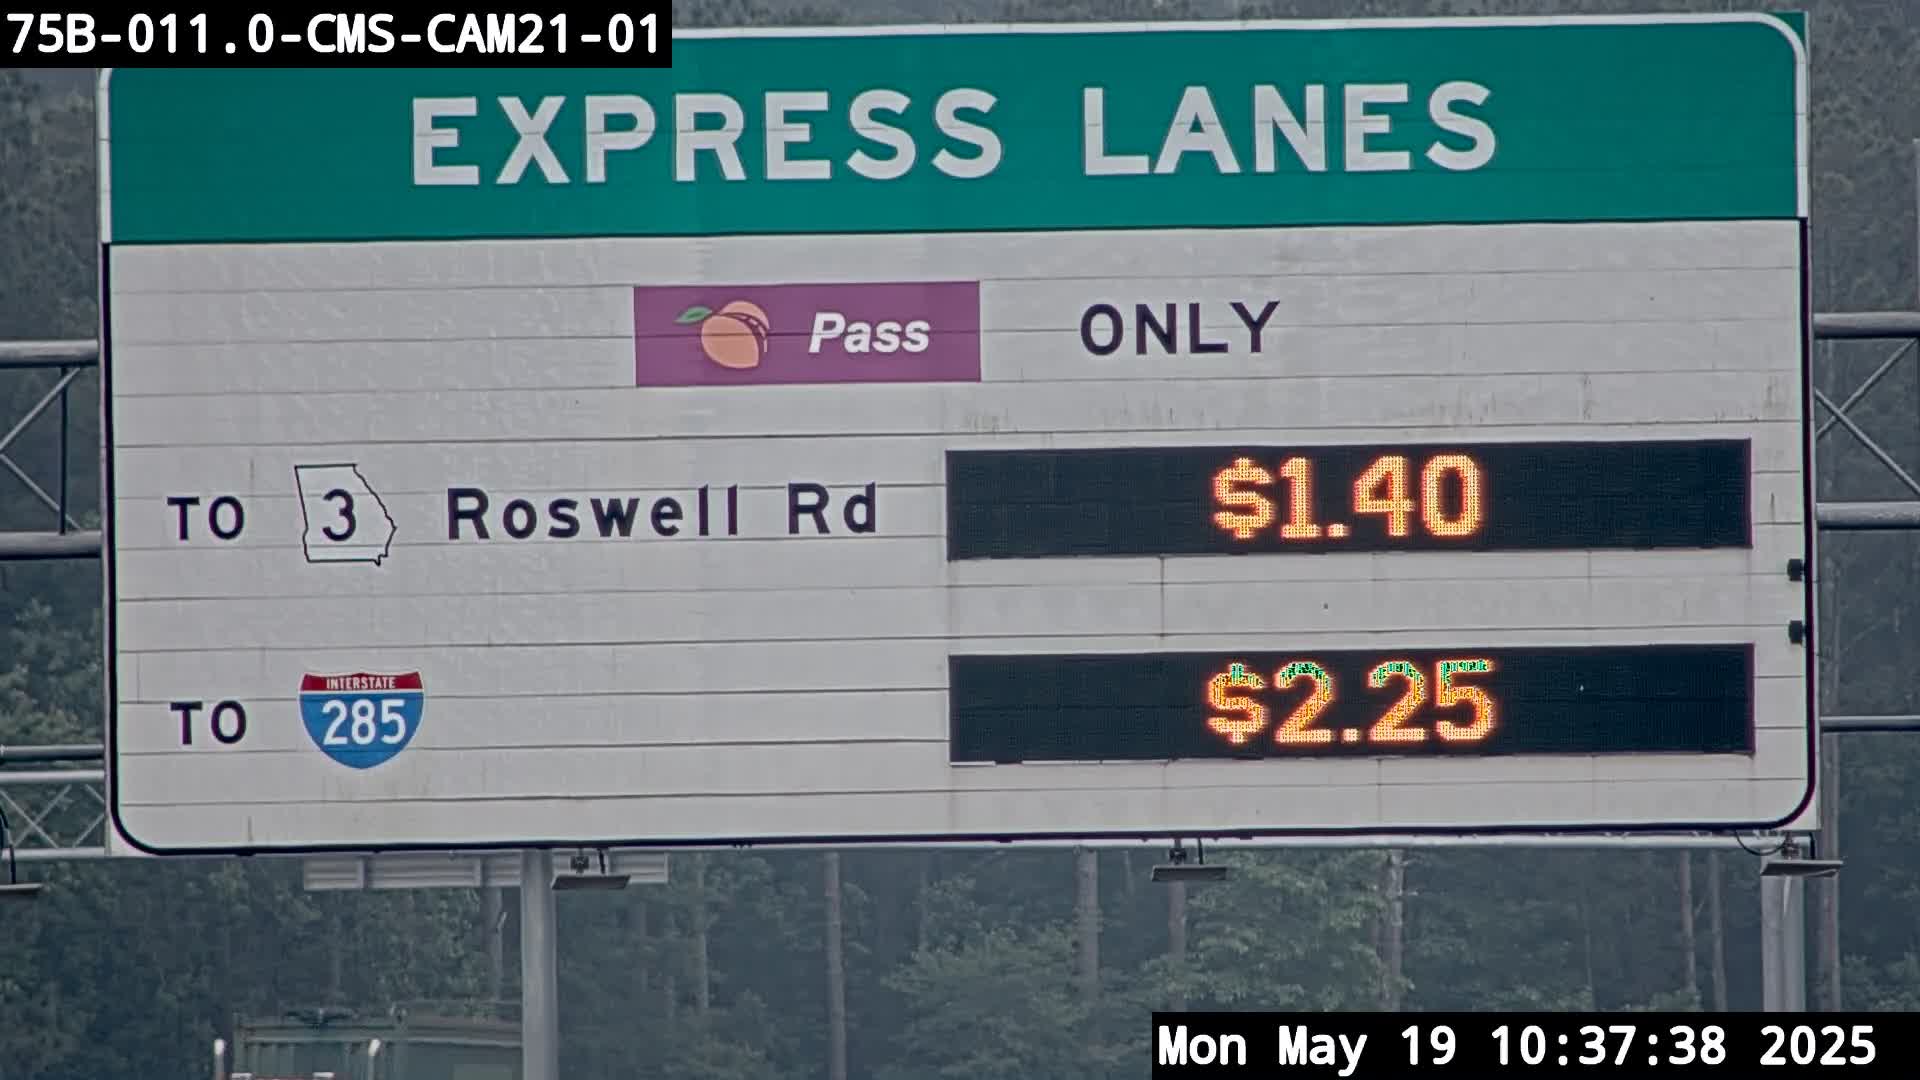 75B-011.0-CMS-CAM21-01
EXPRESS LANES
Pass ONLY
TO 3 Roswell Rd $1.40
TO INTERSTATE 285 $2.25
Mon May 19 10:37:38 2025